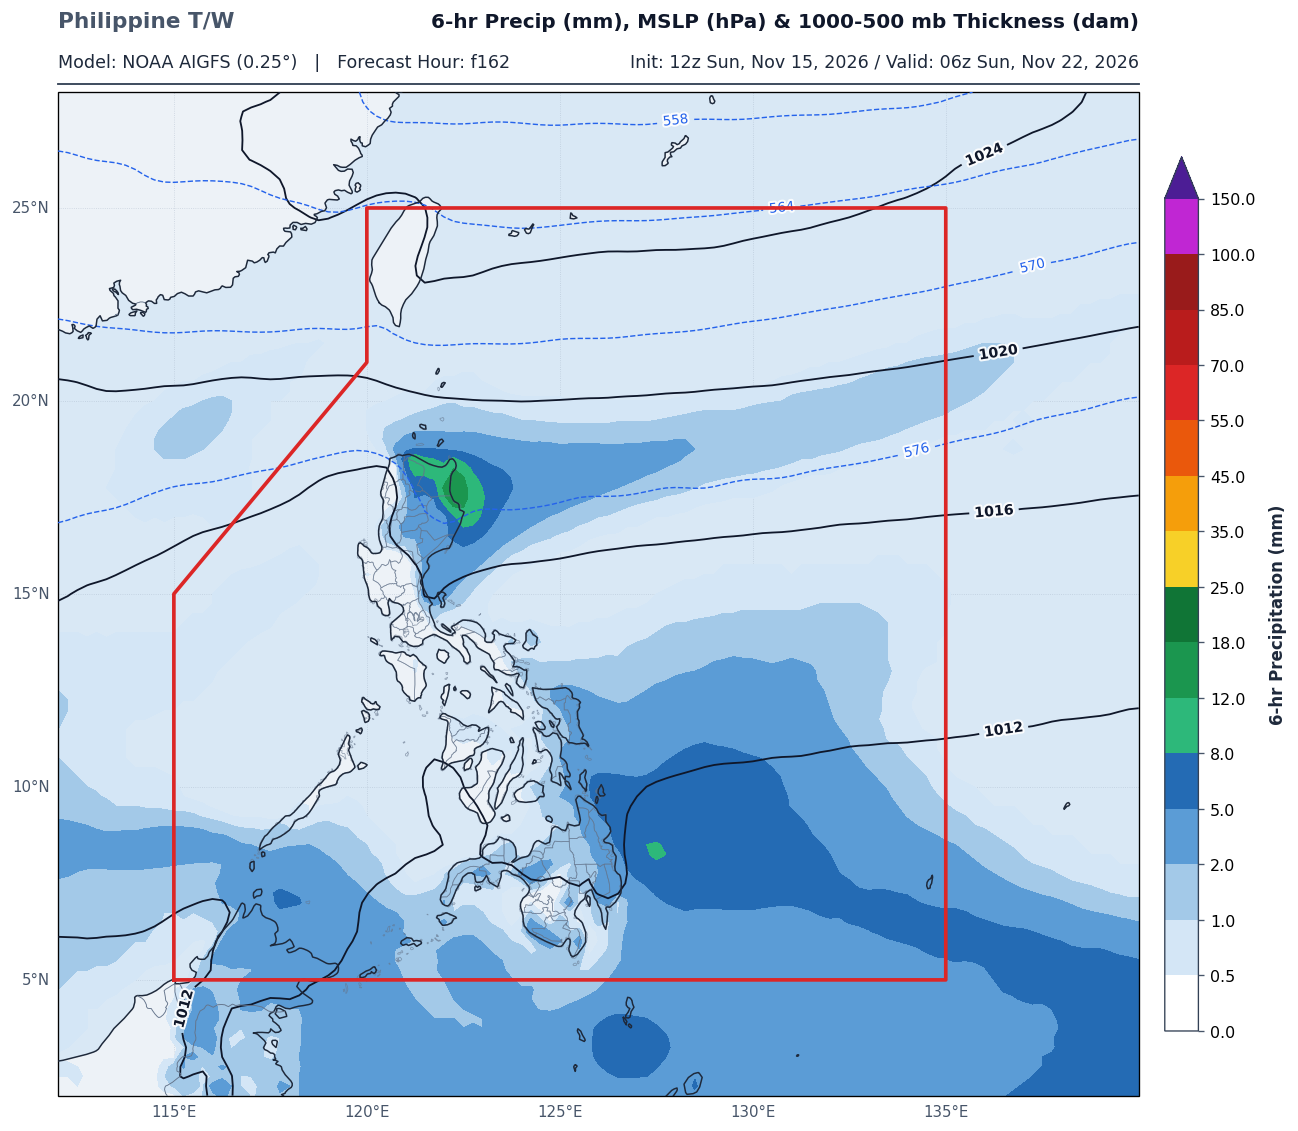 Philippine T/W
6-hr Precip (mm), MSLP (hPa) & 1000-500 mb Thickness (dam)
Model: NOAA AIGFS (0.25°) | Forecast Hour: f162
Init: 12z Sun, Nov 15, 2026 / Valid: 06z Sun, Nov 22, 2026
558
1024
25°N
564
570
1020
20°N
576
1016
15°N
1012
10°N
5°N
1012
115°E
120°E
125°E
130°E
135°E
150.0
100.0
85.0
70.0
55.0
45.0
35.0
25.0
18.0
12.0
8.0
5.0
2.0
1.0
0.5
0.0
6-hr Precipitation (mm)